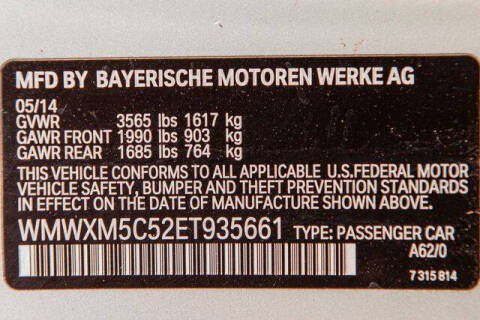 MFD BY BAYERISCHE MOTOREN WERKE AG
05/14
GVWR 3565 lbs 1617 kg
GAWR FRONT 1990 lbs 903 kg
GAWR REAR 1685 lbs 764 kg
THIS VEHICLE CONFORMS TO ALL APPLICABLE U.S.FEDERAL MOTOR
VEHICLE SAFETY, BUMPER AND THEFT PREVENTION STANDARDS
IN EFFECT ON THE DATE OF MANUFACTURE SHOWN ABOVE.
WMWXM5C52ET935661 TYPE: PASSENGER CAR
A62/0
7 315 814